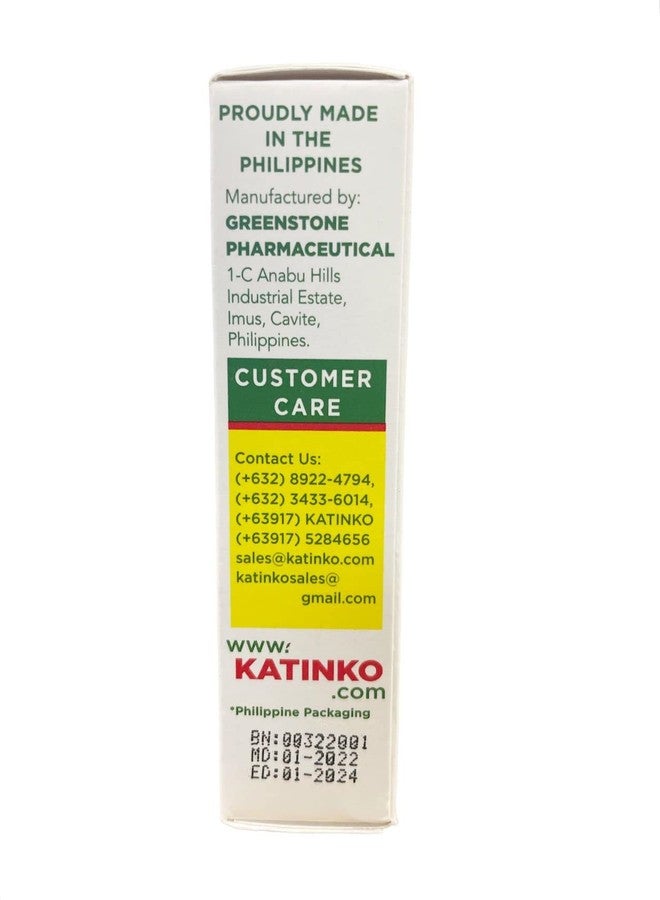 PROUDLY MADE
IN THE
PHILIPPINES
Manufactured by:
GREENSTONE
PHARMACEUTICAL
1-C Anabu Hills
Industrial Estate,
Imus, Cavite,
Philippines.
CUSTOMER
CARE
Contact Us:
(+632) 8922-4794,
(+632) 3433-6014,
(+63917) KATINKO
(+63917) 5284656
sales@katinko.com
katinkosales@
gmail.com
www.
KATINKO
.com
*Philippine Packaging
BN:00322001
MD:01-2022
ED:01-2024